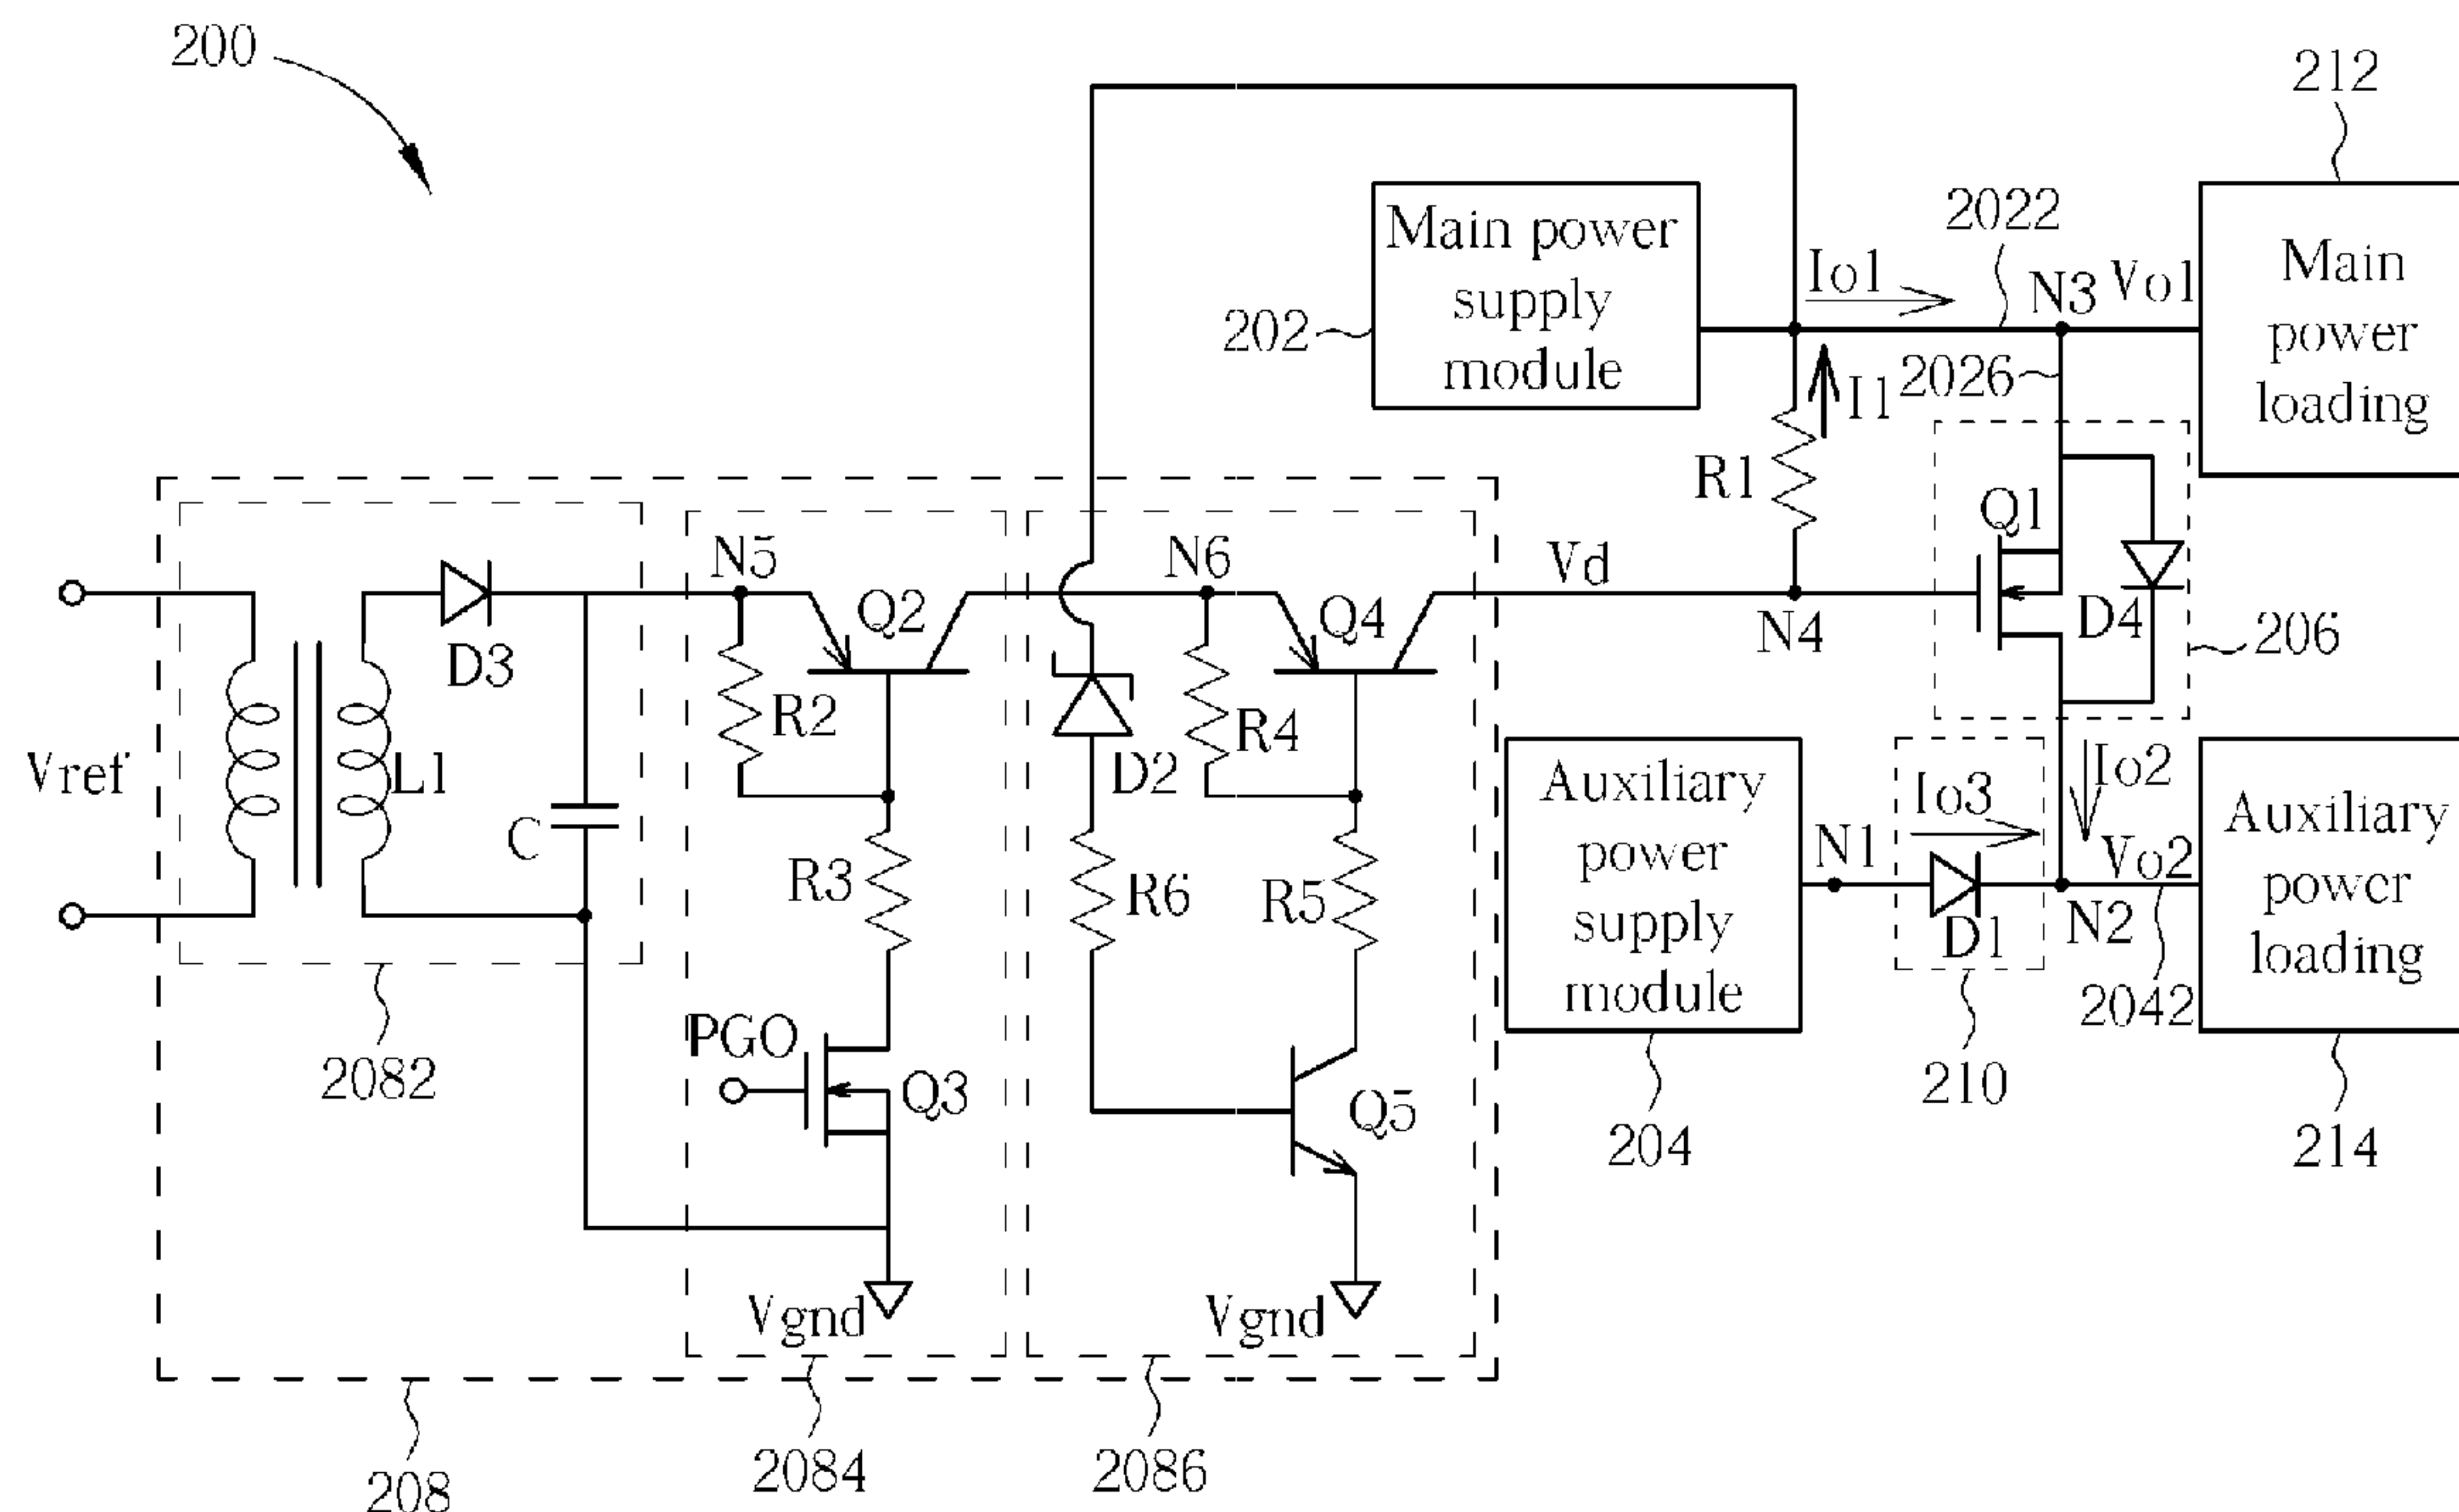 200
212
2022
Main power
supply
module
202
Io1
N3
Vo1
Main
power
loading
2026
I1
R1
Q1
N5
Q2
N6
Q4
Vd
N4
D4
206
D3
R2
R4
Vref
L1
C
D2
R3
R6
R5
Auxiliary
power
supply
module
N1
Io3
Io2
Vo2
D1
N2
2042
Auxiliary
power
loading
PGO
Q3
Q5
2082
204
210
214
Vgnd
Vgnd
208
2084
2086